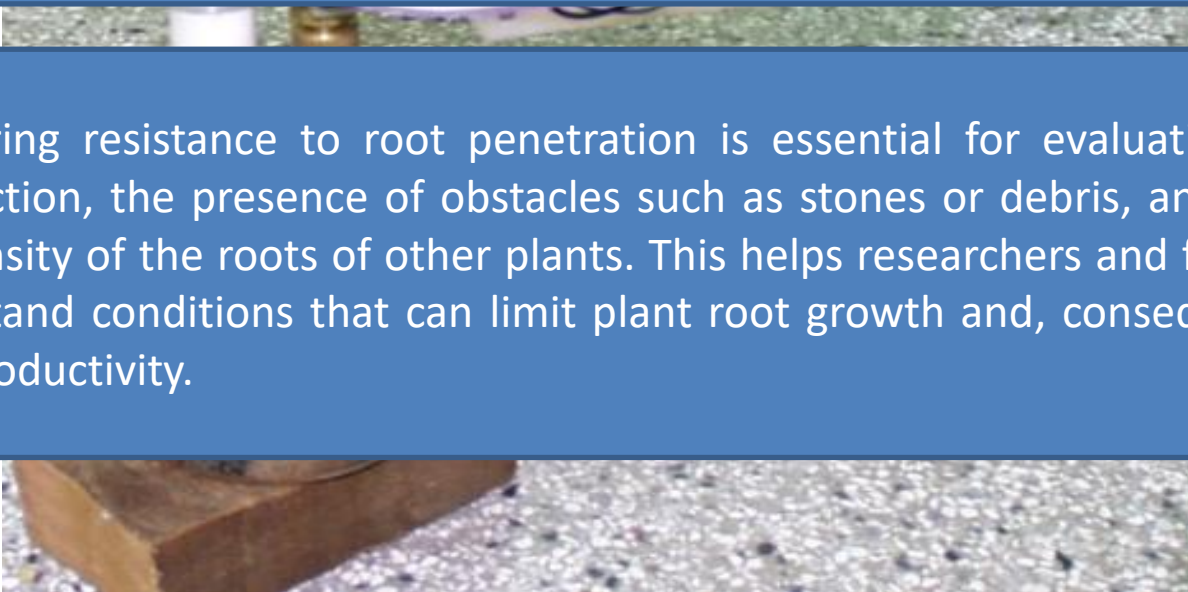 ring resistance to root penetration is essential for evaluat
ction, the presence of obstacles such as stones or debris, an
sity of the roots of other plants. This helps researchers and f
tand conditions that can limit plant root growth and, conseq
oductivity.